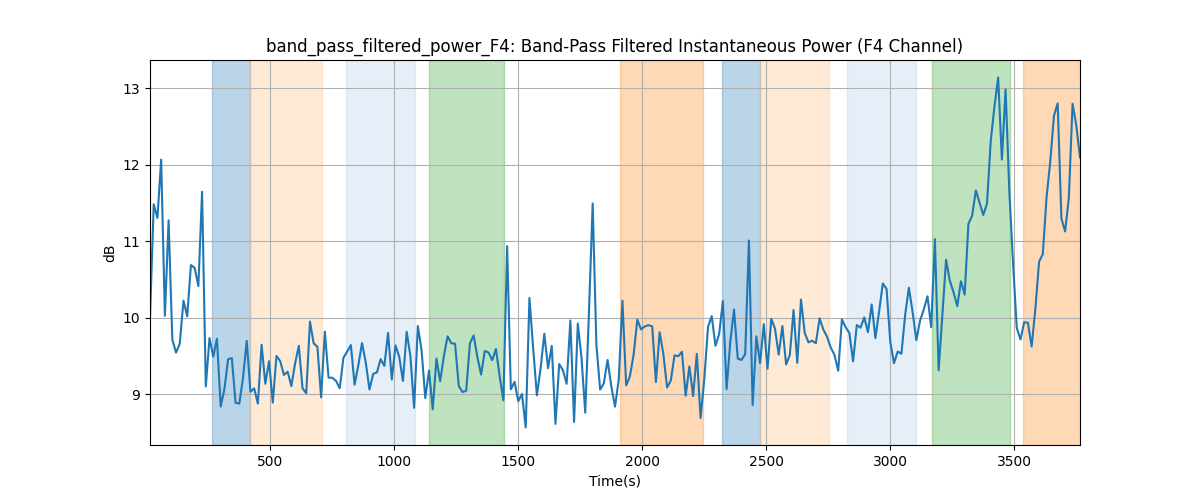 band_pass_filtered_power_F4: Band-Pass Filtered Instantaneous Power (F4 Channel)
13
12
11
10
9
dB
500 1000 1500 2000 2500 3000 3500
Time(s)